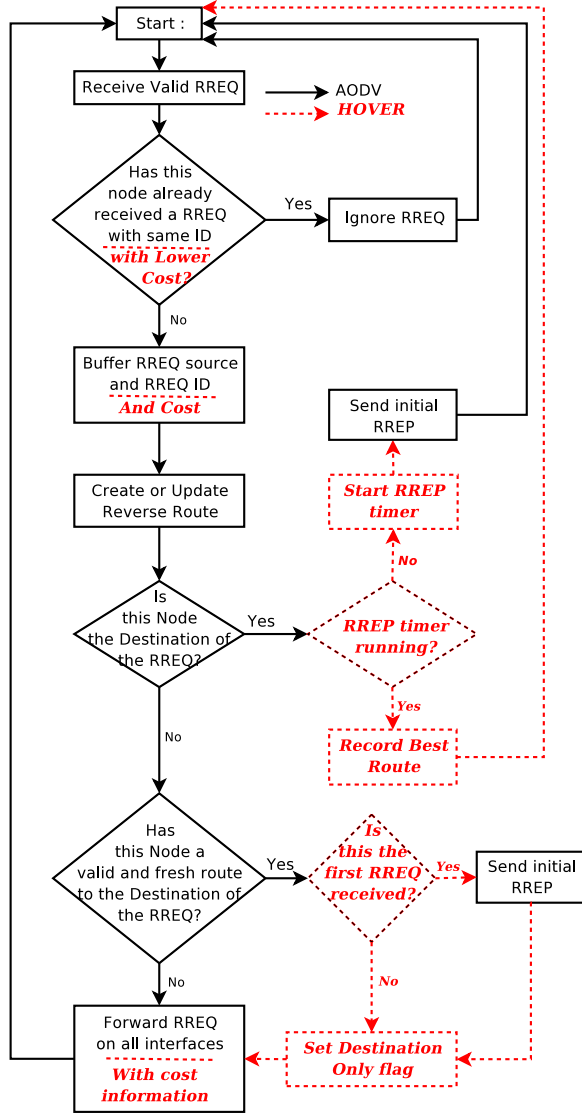 Start :
Receive Valid RREQ
AODV
HOVER
Has this
node already
received a RREQ
with same ID
with Lower
Cost?
Yes
Ignore RREQ
No
Buffer RREQ source
and RREQ ID
And Cost
Send initial
RREP
Create or Update
Reverse Route
Start RREP
timer
No
Is
this Node
the Destination of
the RREQ?
Yes
RREP timer
running?
Yes
No
Record Best
Route
Has
this Node a
valid and fresh route
to the Destination of
the RREQ?
Yes
Is
this the
first RREQ
received?
Yes
Send initial
RREP
No
No
Forward RREQ
on all interfaces
With cost
information
Set Destination
Only flag